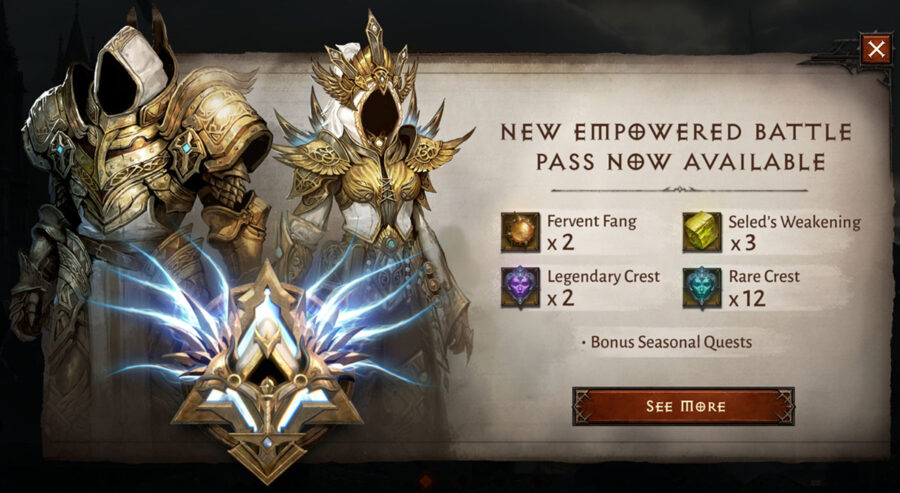 NEW EMPOWERED BATTLE
PASS NOW AVAILABLE
Fervent Fang
x 2
Seled's Weakening
x 3
Legendary Crest
x 2
Rare Crest
x 12
• Bonus Seasonal Quests
SEE MORE